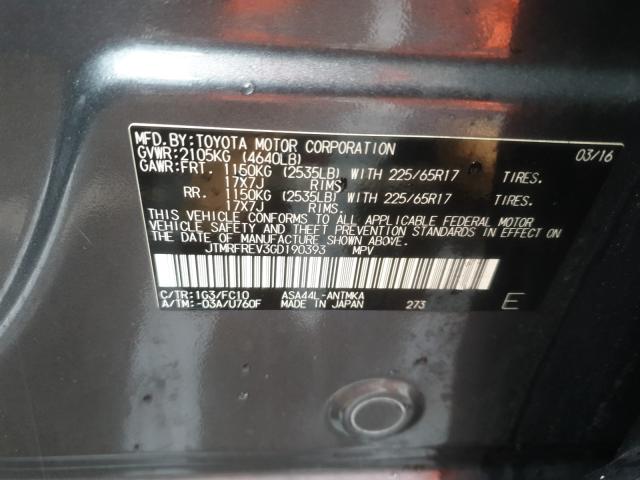 MFD.BY:TOYOTA MOTOR CORPORATION 03/16
GVWR:2105KG (4640LB)
GAWR:FRT. 1150KG (2535LB) WITH 225/65R17 TIRES.
17X7J RIMS
RR. 1150KG (2535LB) WITH 225/65R17 TIRES.
17X7J RIMS
THIS VEHICLE CONFORMS TO ALL APPLICABLE FEDERAL MOTOR
VEHICLE SAFETY AND THEFT PREVENTION STANDARDS IN EFFECT ON
THE DATE OF MANUFACTURE SHOWN ABOVE.
JTMRFREV3GD190393 MPV
C/TR:1G3/FC10 ASA44L-ANTMKA
A/TM:-03A/U760F MADE IN JAPAN 273 E